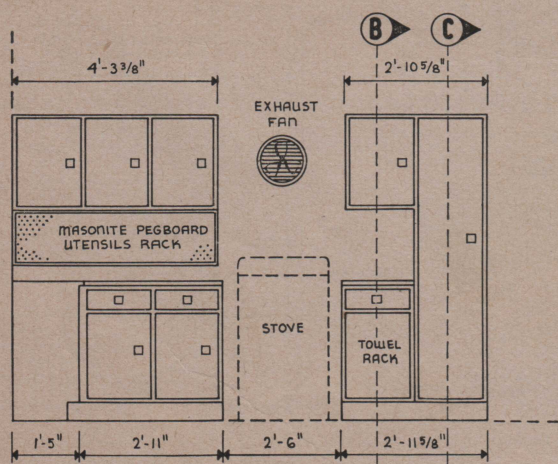 B C
4'-3 3/8" 2'-10 5/8"
EXHAUST
FAN
MASONITE PEGBOARD
UTENSILS RACK
STOVE
TOWEL
RACK
1'-5" 2'-11" 2'-6" 2'-11 5/8"